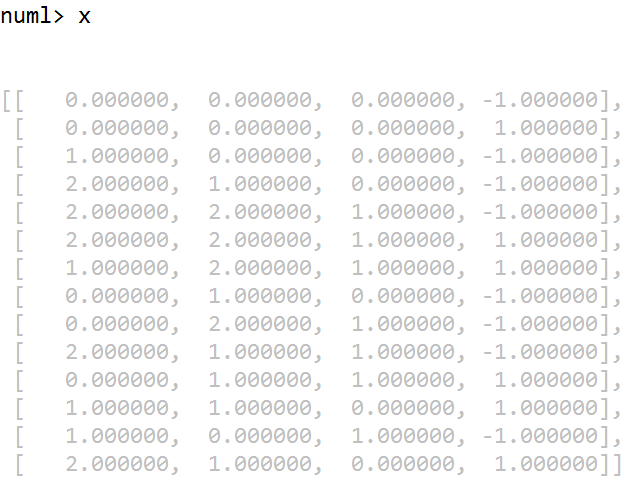 numl> x
[[   0.000000,  0.000000,  0.000000, -1.000000],
 [   0.000000,  0.000000,  0.000000,  1.000000],
 [   1.000000,  0.000000,  0.000000, -1.000000],
 [   2.000000,  1.000000,  0.000000, -1.000000],
 [   2.000000,  2.000000,  1.000000, -1.000000],
 [   2.000000,  2.000000,  1.000000,  1.000000],
 [   1.000000,  2.000000,  1.000000,  1.000000],
 [   0.000000,  1.000000,  0.000000, -1.000000],
 [   0.000000,  2.000000,  1.000000, -1.000000],
 [   2.000000,  1.000000,  1.000000, -1.000000],
 [   0.000000,  1.000000,  1.000000,  1.000000],
 [   1.000000,  1.000000,  0.000000,  1.000000],
 [   1.000000,  0.000000,  1.000000, -1.000000],
 [   2.000000,  1.000000,  0.000000,  1.000000]]